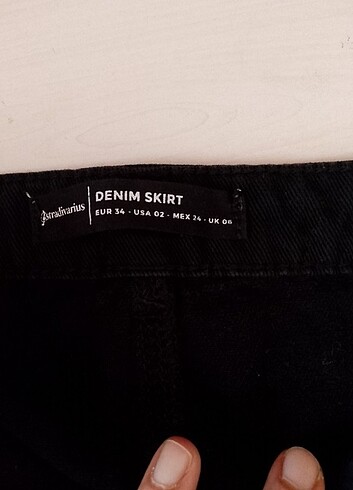 stradivarius
DENIM SKIRT
EUR 34 - USA 02 - MEX 24 - UK 06